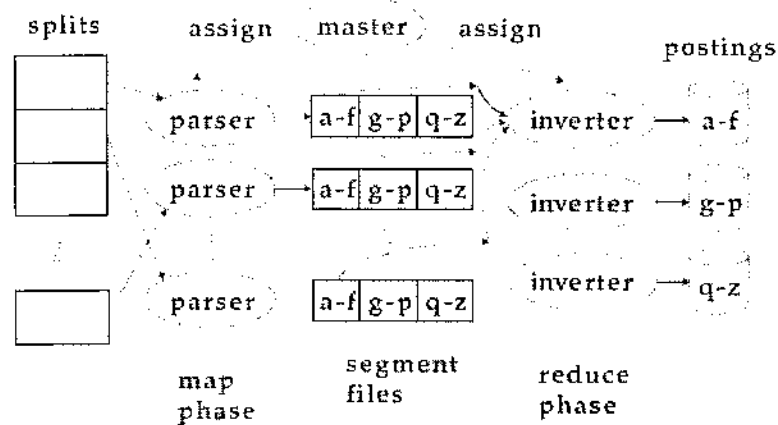 splits assign master assign
postings
parser a-f g-p q-z inverter a-f
parser a-f g-p q-z inverter g-p
parser a-f g-p q-z inverter q-z
map phase
segment files
reduce phase